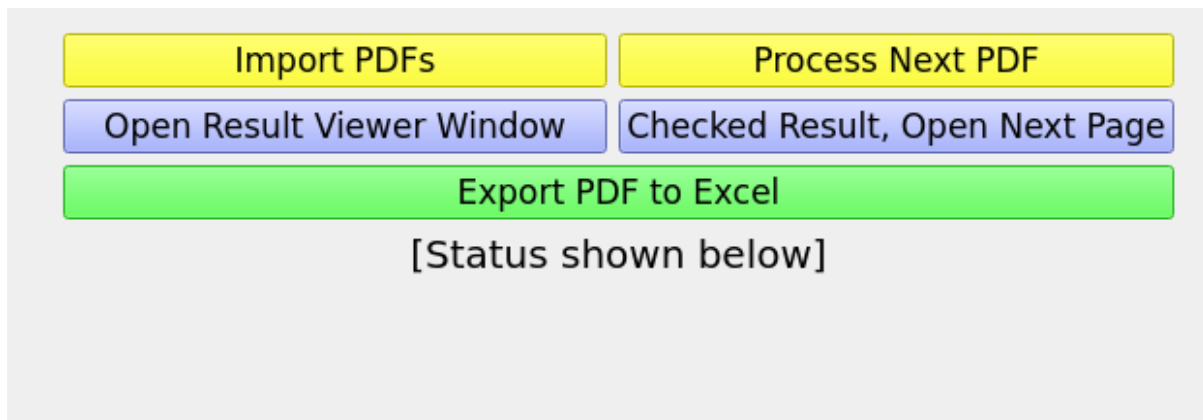 Import PDFs
Process Next PDF
Open Result Viewer Window
Checked Result, Open Next Page
Export PDF to Excel
[Status shown below]